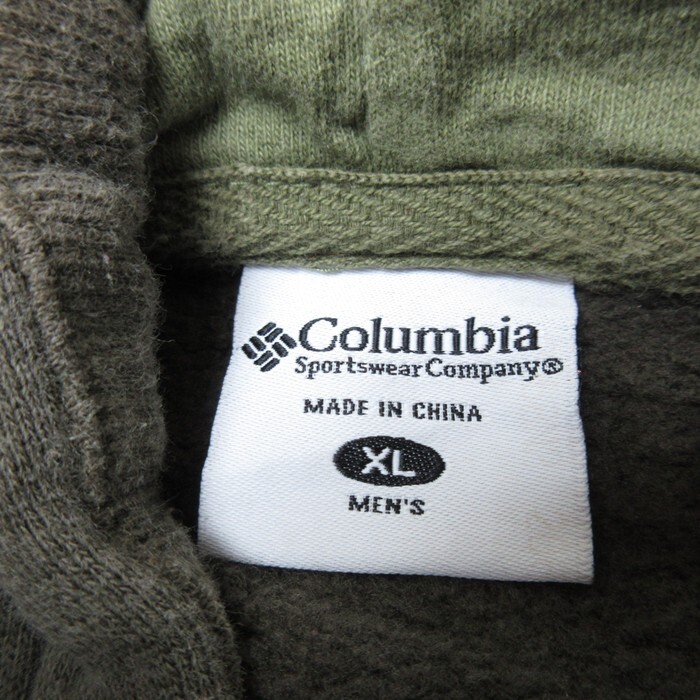 Columbia
Sportswear Company®
MADE IN CHINA
XL
MEN'S